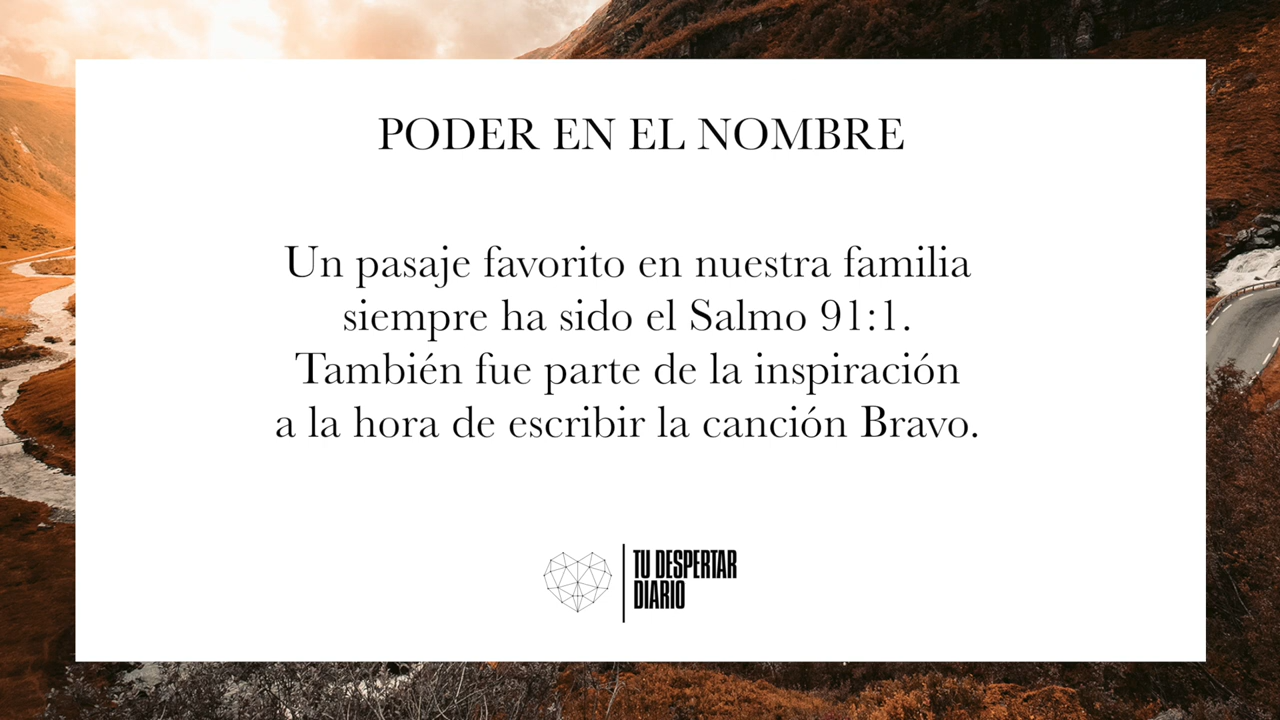 PODER EN EL NOMBRE
Un pasaje favorito en nuestra familia
siempre ha sido el Salmo 91:1.
También fue parte de la inspiración
a la hora de escribir la canción Bravo.
TU DESPERTAR
DIARIO